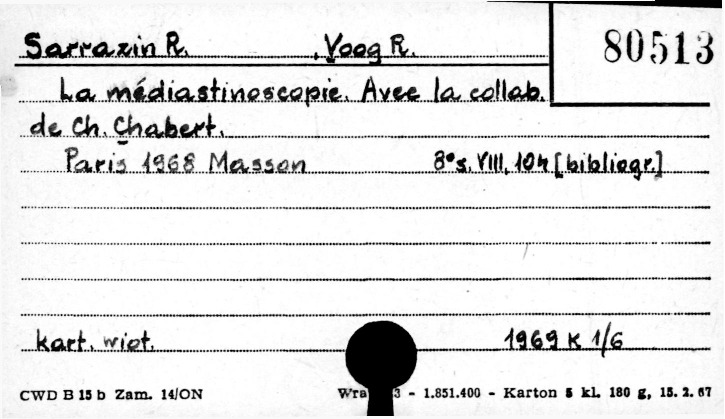 Sarrazin R. , Voog R. 80513
La médiastinoscopie. Avec la collab.
de Ch. Chabert.
Paris 1968 Masson 8° s. VIII, 104 [bibliogr.]
kart. wiot. 1969 K 1/6
CWD B 15 b Zam. 14/ON 3 - 1.851.400 - Karton 5 kl. 180 g, 15. 2. 67